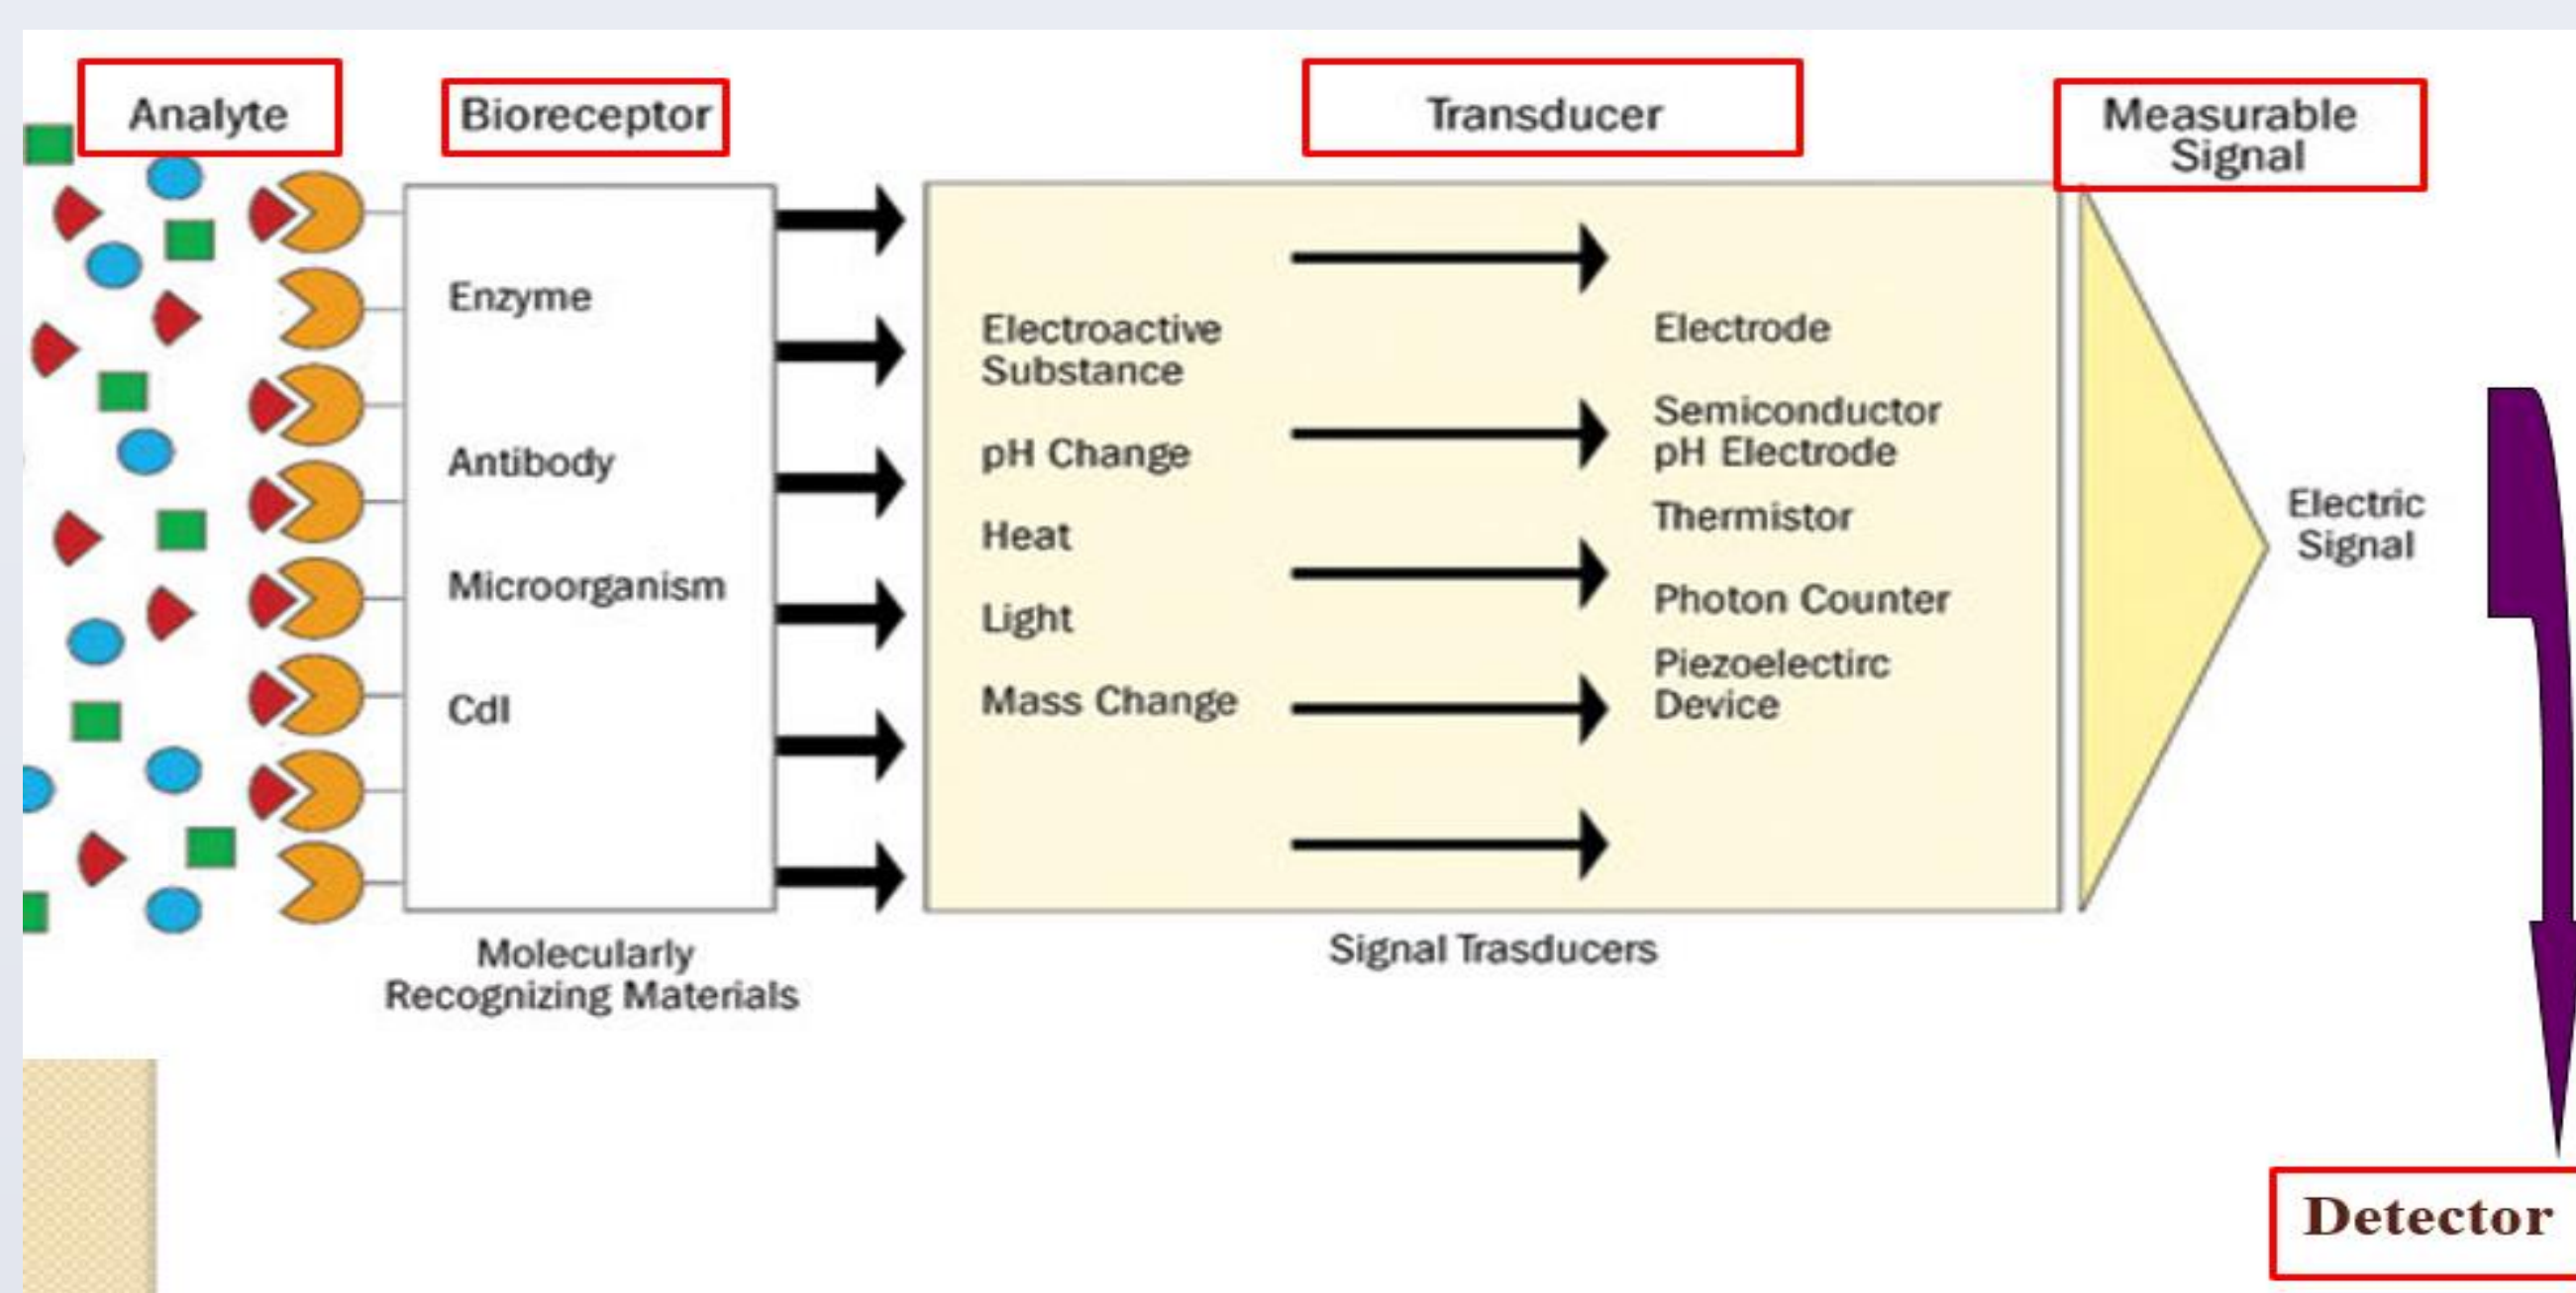 Analyte
Bioreceptor
Transducer
Measurable
Signal
Enzyme
Antibody
Microorganism
Cdl
Electroactive
Substance
pH Change
Heat
Light
Mass Change
Electrode
Semiconductor
pH Electrode
Thermistor
Photon Counter
Piezoelectirc
Device
Electric
Signal
Molecularly
Recognizing Materials
Signal Trasducers
Detector